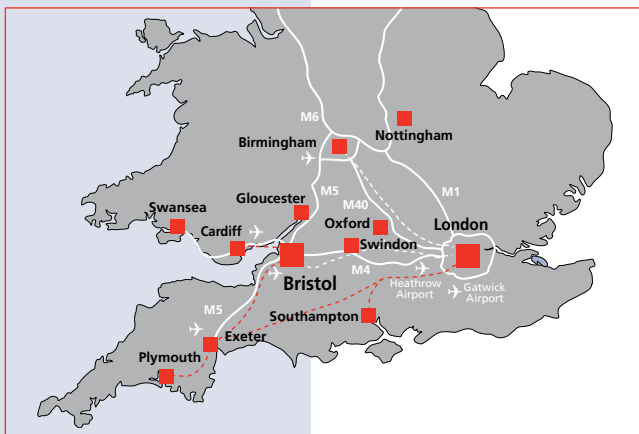 M6
Birmingham
Nottingham
M5
M1
Gloucester
M40
Swansea
Oxford
London
Cardiff
Swindon
Bristol
M4
Heathrow
Airport
Gatwick
Airport
M5
Southampton
Exeter
Plymouth